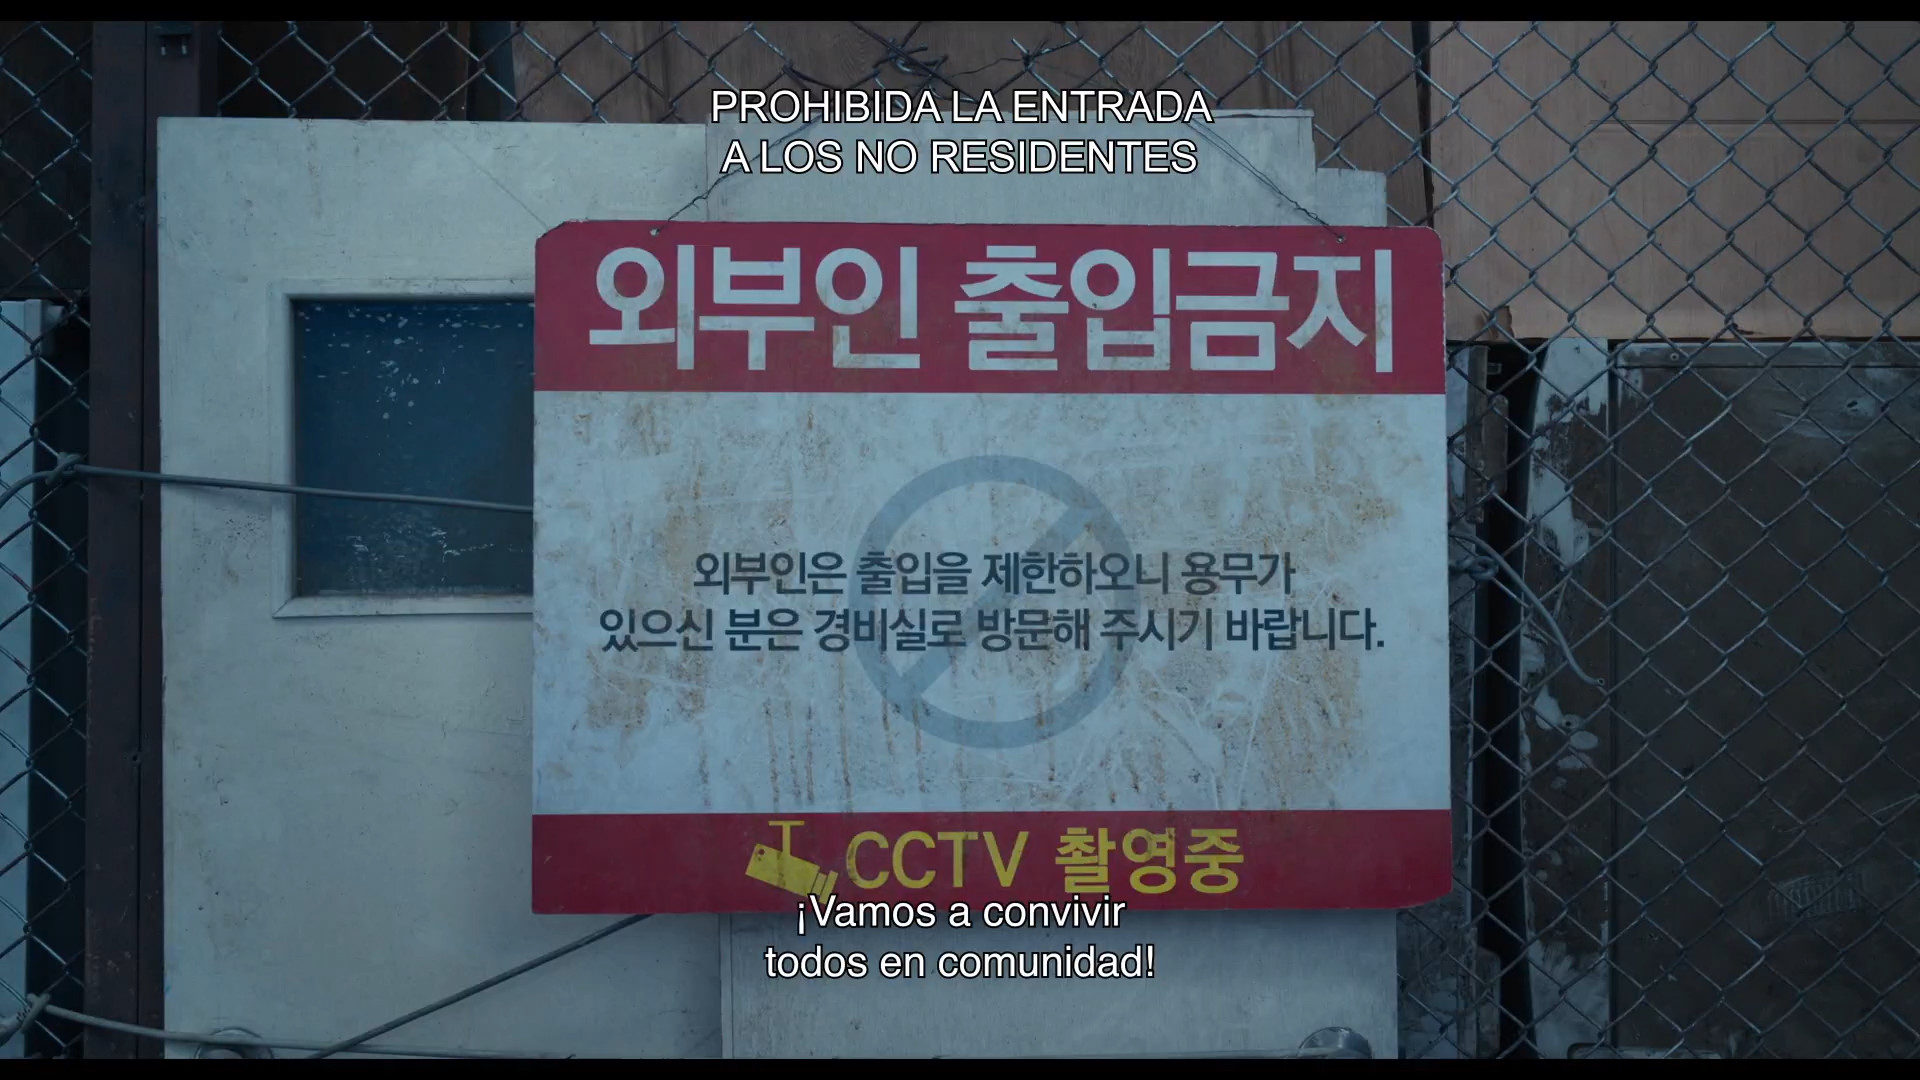 PROHIBIDA LA ENTRADA
A LOS NO RESIDENTES
외부인 출입금지
외부인은 출입을 제한하오니 용무가
있으신 분은 경비실로 방문해 주시기 바랍니다.
CCTV 촬영중
¡Vamos a convivir
todos en comunidad!